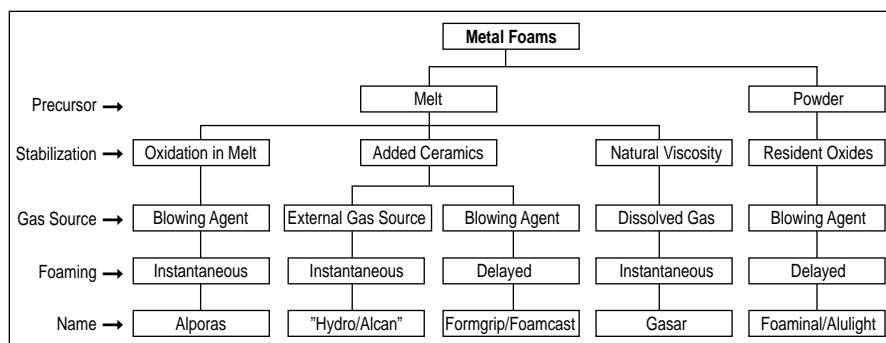 Metal Foams
Precursor → Melt Powder
Stabilization → Oxidation in Melt Added Ceramics Natural Viscosity Resident Oxides
Gas Source → Blowing Agent External Gas Source Blowing Agent Dissolved Gas Blowing Agent
Foaming → Instantaneous Instantaneous Delayed Instantaneous Delayed
Name → Alporas ”Hydro/Alcan” Formgrip/Foamcast Gasar Foaminal/Alulight